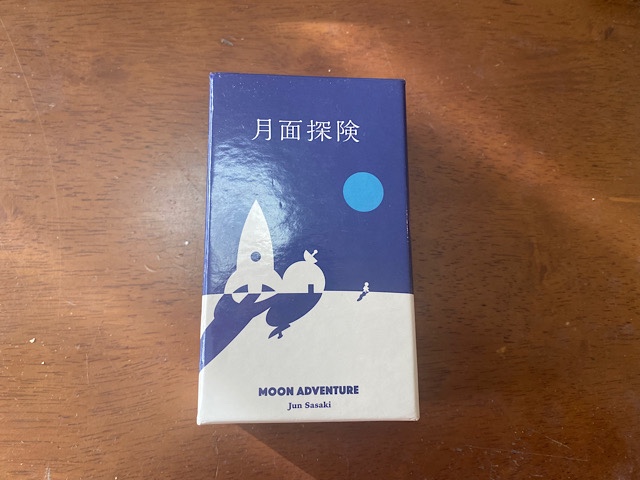 月面探険
MOON ADVENTURE
Jun Sasaki